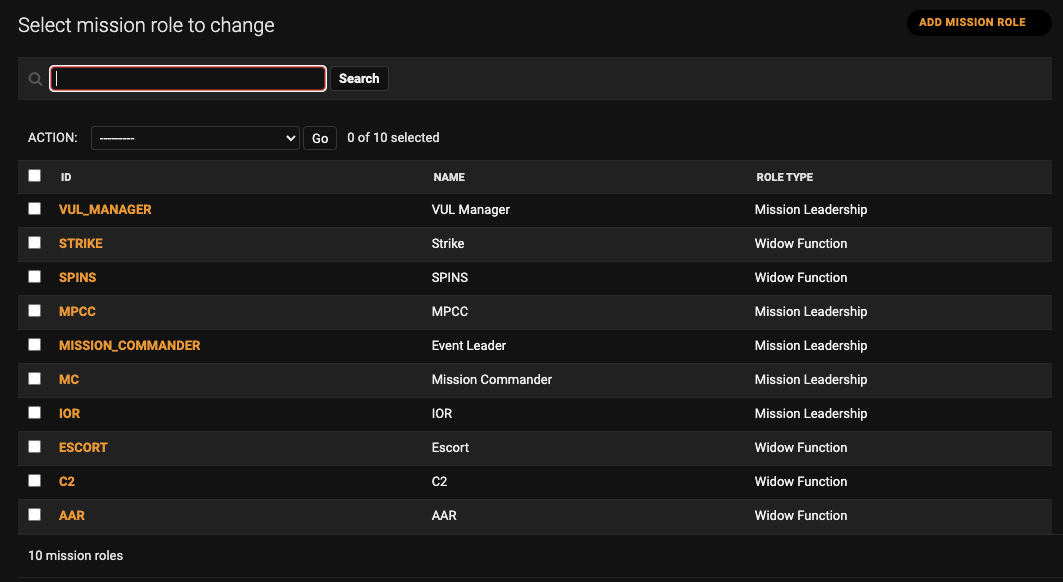 Select mission role to change
ADD MISSION ROLE
Search
ACTION: --------- Go 0 of 10 selected
ID NAME ROLE TYPE
VUL_MANAGER VUL Manager Mission Leadership
STRIKE Strike Widow Function
SPINS SPINS Widow Function
MPCC MPCC Mission Leadership
MISSION_COMMANDER Event Leader Mission Leadership
MC Mission Commander Mission Leadership
IOR IOR Mission Leadership
ESCORT Escort Widow Function
C2 C2 Widow Function
AAR AAR Widow Function
10 mission roles